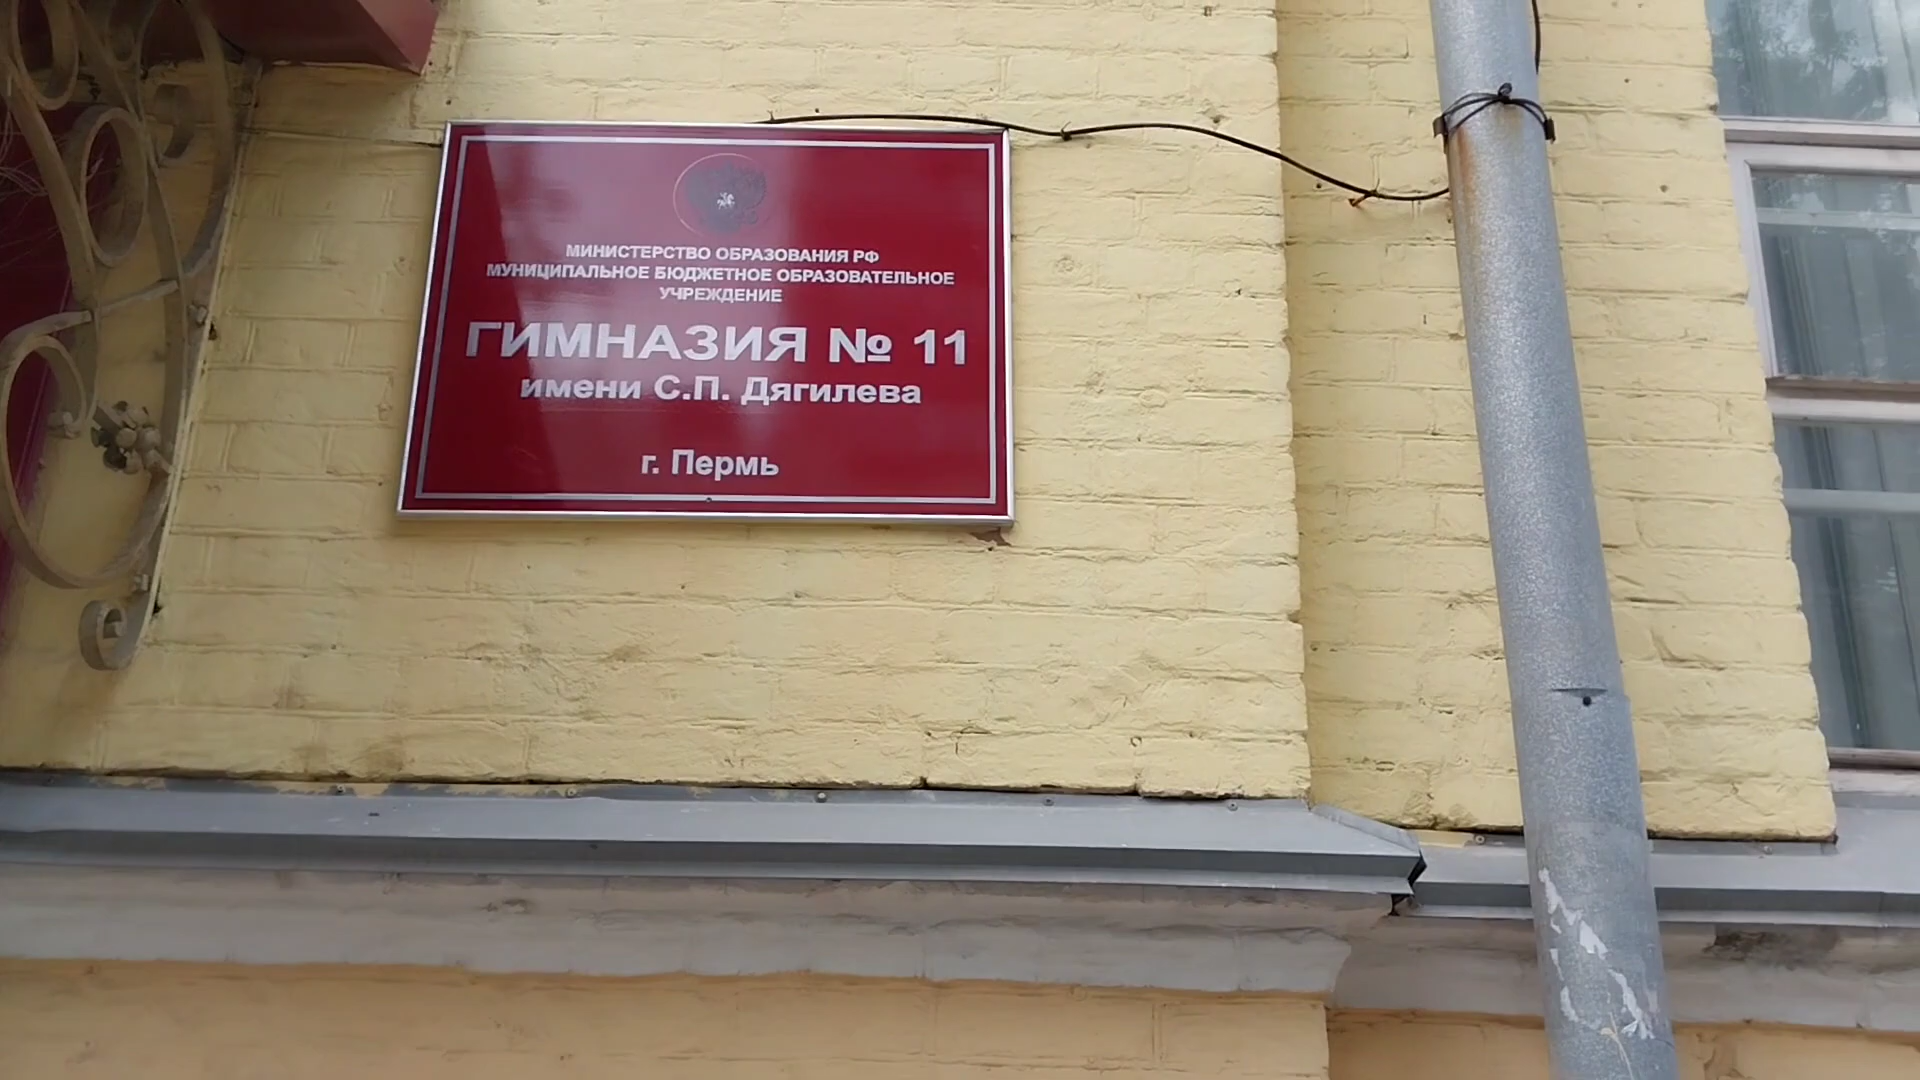 МИНИСТЕРСТВО ОБРАЗОВАНИЯ РФ
МУНИЦИПАЛЬНОЕ БЮДЖЕТНОЕ ОБРАЗОВАТЕЛЬНОЕ
УЧРЕЖДЕНИЕ
ГИМНАЗИЯ № 11
имени С.П. Дягилева
г. Пермь